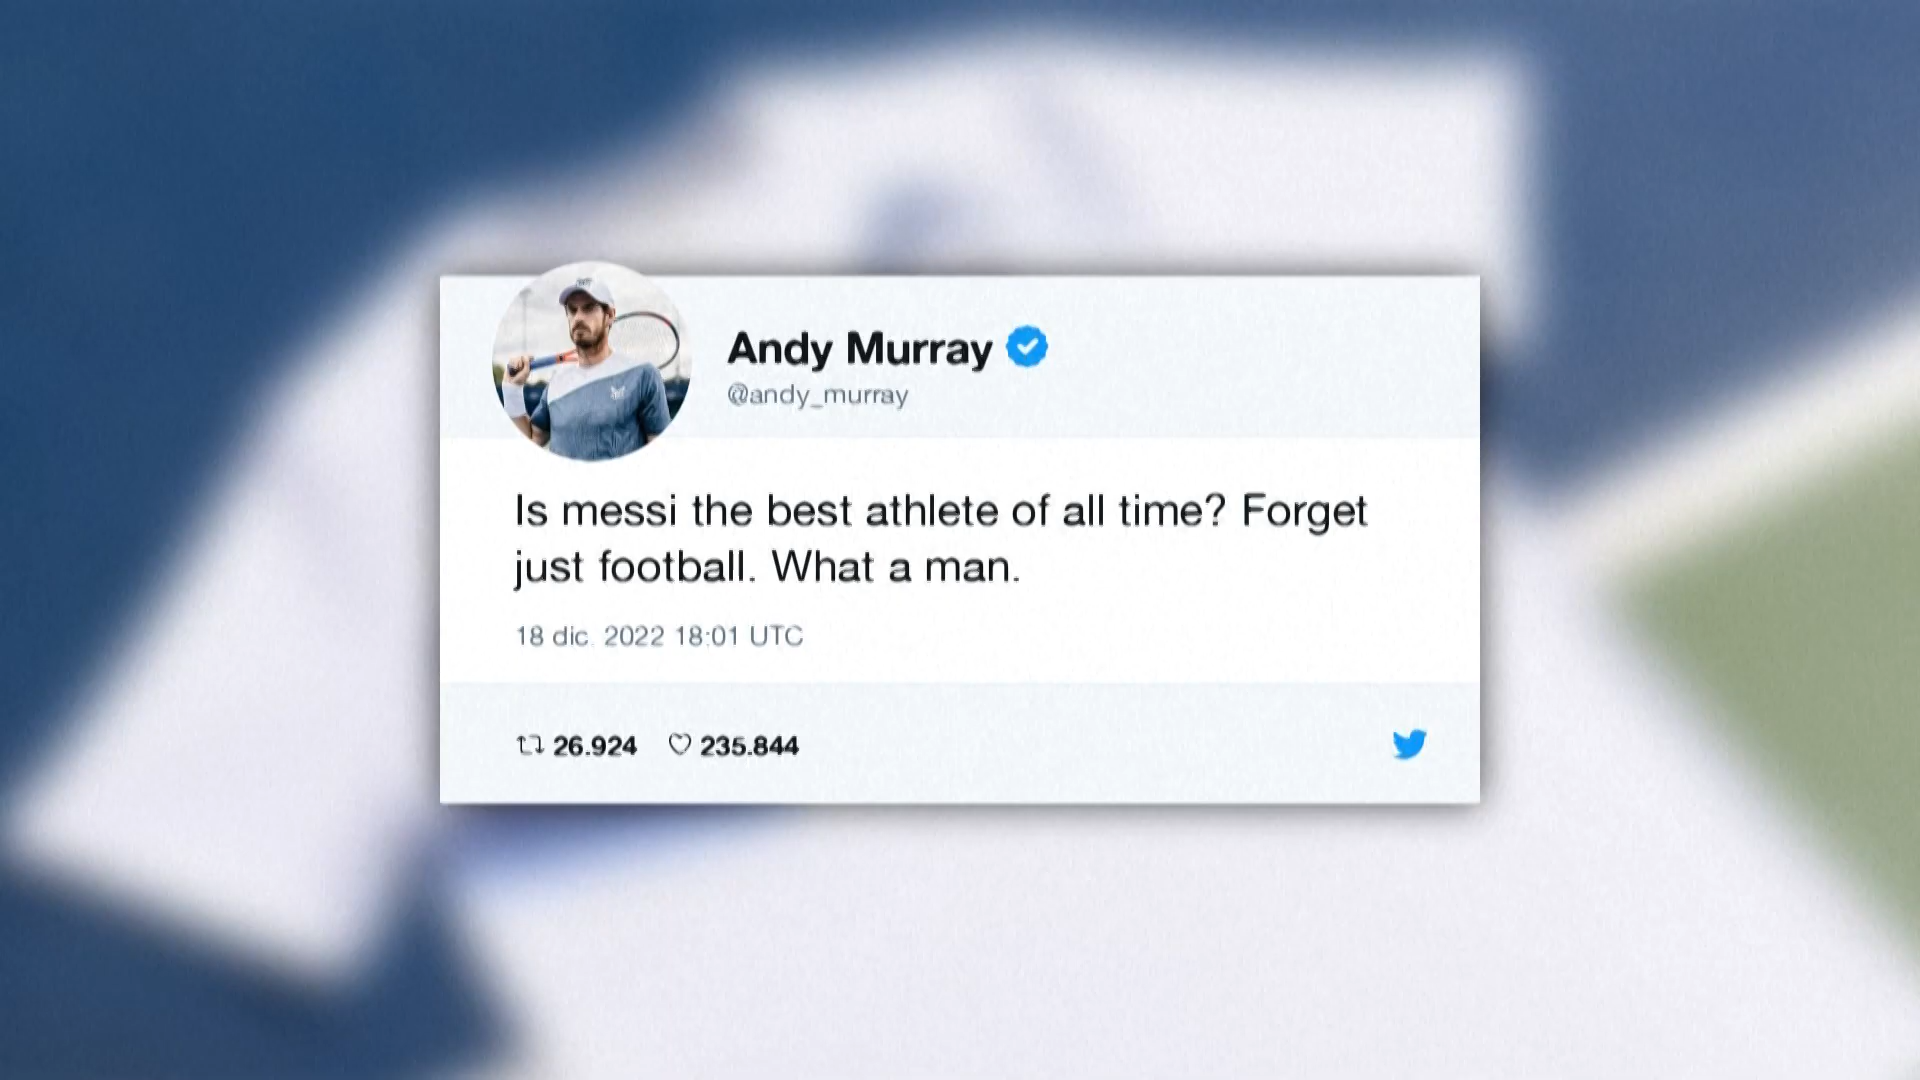 Andy Murray
@andy_murray
Is messi the best athlete of all time? Forget
just football. What a man.
18 dic. 2022 18:01 UTC
26.924 235.844